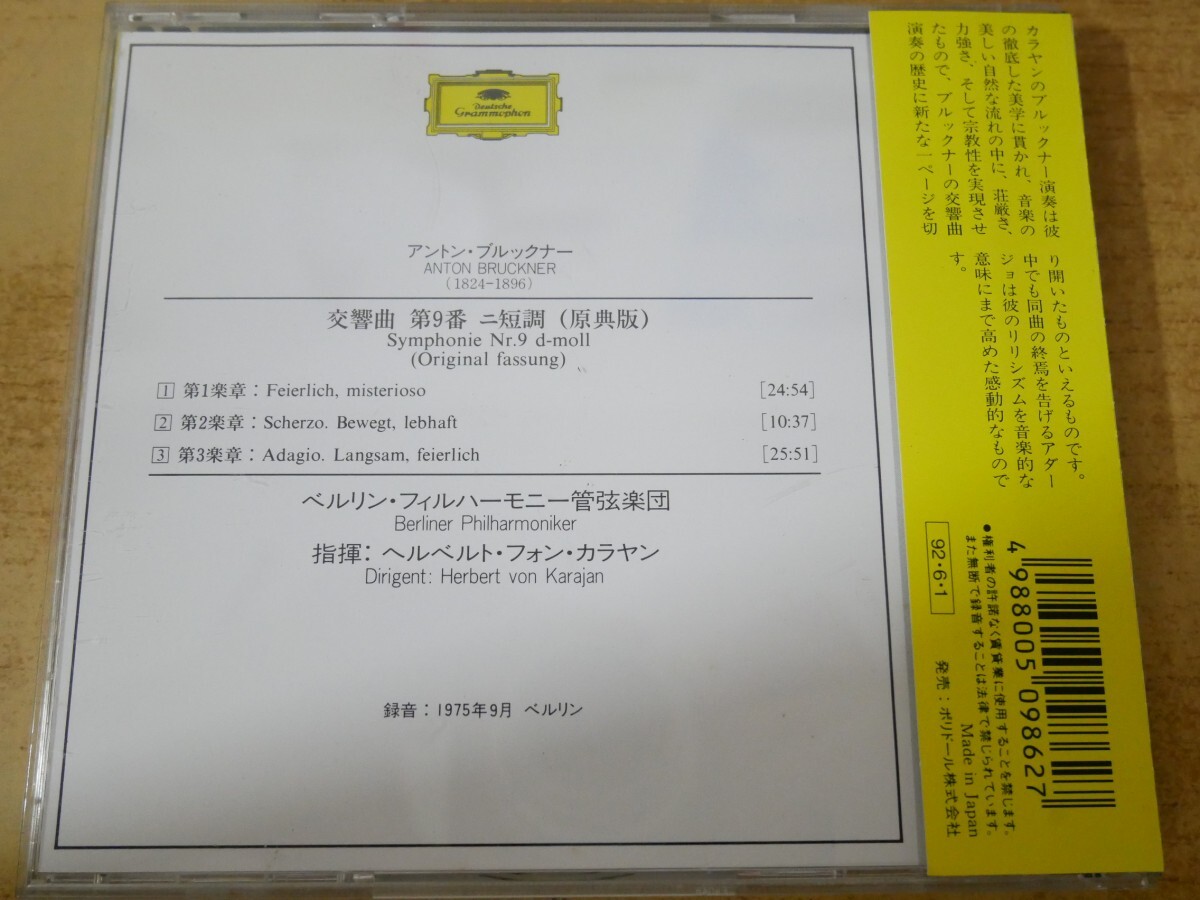 Deutsche
Grammophon
アントン・ブルックナー
ANTON BRUCKNER
(1824-1896)
交響曲 第9番 ニ短調 (原典版)
Symphonie Nr.9 d-moll
(Original fassung)
1 第1楽章: Feierlich, misterioso [24:54]
2 第2楽章: Scherzo. Bewegt, lebhaft [10:37]
3 第3楽章: Adagio. Langsam, feierlich [25:51]
ベルリン・フィルハーモニー管弦楽団
Berliner Philharmoniker
指揮: ヘルベルト・フォン・カラヤン
Dirigent: Herbert von Karajan
録音: 1975年9月 ベルリン
カラヤンのブルックナー演奏は彼
の徹底した美学に貫かれ、音楽の
美しい自然な流れの中に、荘厳さ、
力強さ、そして宗教性を実現させ
たもので、ブルックナーの交響曲
演奏の歴史に新たな一ページを切
り開いたものといえるものです。
中でも同曲の終焉を告げるアダー
ジョは彼のリリシズムを音楽的な
意味にまで高めた感動的なもので
す。
4988005098627
●権利者の許諾なく賃貸業に使用することを禁じます。
また無断で録音することは法律で禁じられています。
Made in Japan
92・6・1
発売:ポリドール株式会社